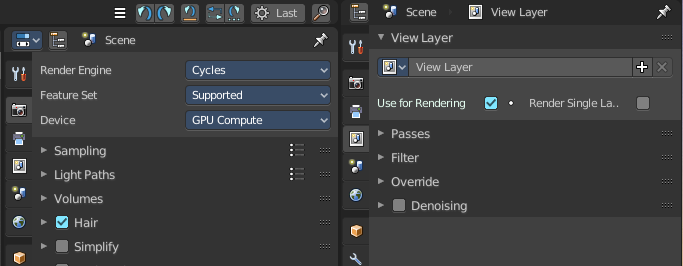 Last
Scene
Render Engine Cycles
Feature Set Supported
Device GPU Compute
Sampling
Light Paths
Volumes
Hair
Simplify
Scene View Layer
View Layer
View Layer
Use for Rendering Render Single La..
Passes
Filter
Override
Denoising